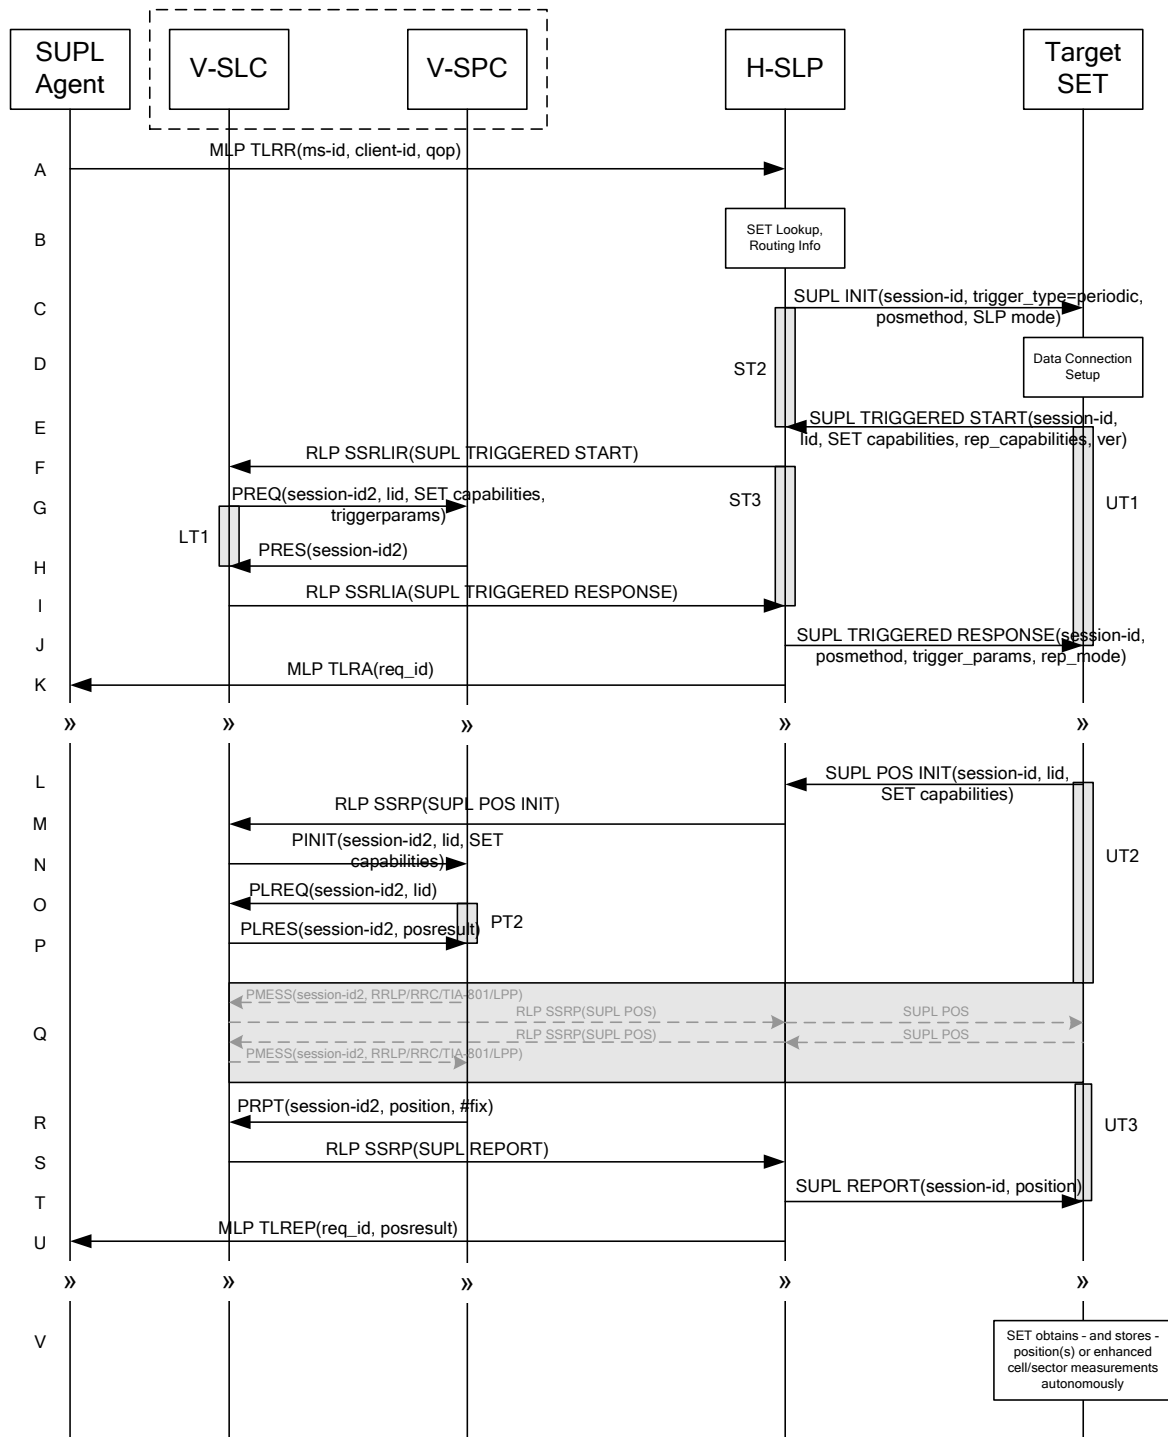 SUPL
Agent
V-SLC
V-SPC
H-SLP
Target
SET
A
MLP TLRR(ms-id, client-id, qop)
B
SET Lookup,
Routing Info
C
SUPL INIT(session-id, trigger_type=periodic,
posmethod, SLP mode)
D
ST2
Data Connection
Setup
E
SUPL TRIGGERED START(session-id,
lid, SET capabilities, rep_capabilities, ver)
F
RLP SSRLIR(SUPL TRIGGERED START)
G
PREQ(session-id2, lid, SET capabilities,
triggerparams)
ST3
UT1
LT1
H
PRES(session-id2)
I
RLP SSRLIA(SUPL TRIGGERED RESPONSE)
J
SUPL TRIGGERED RESPONSE(session-id,
posmethod, trigger_params, rep_mode)
K
MLP TLRA(req_id)
» » » » »
L
SUPL POS INIT(session-id, lid,
SET capabilities)
M
RLP SSRP(SUPL POS INIT)
N
PINIT(session-id2, lid, SET
capabilities)
UT2
O
PLREQ(session-id2, lid)
PT2
P
PLRES(session-id2, posresult)
PMESS(session-id2, RRLP/RRC/TIA-801/LPP)
RLP SSRP(SUPL POS)
SUPL POS
Q
RLP SSRP(SUPL POS)
SUPL POS
PMESS(session-id2, RRLP/RRC/TIA-801/LPP)
R
PRPT(session-id2, position, #fix)
UT3
S
RLP SSRP(SUPL REPORT)
T
SUPL REPORT(session-id, position)
U
MLP TLREP(req_id, posresult)
» » » » »
V
SET obtains - and stores -
position(s) or enhanced
cell/sector measurements
autonomously